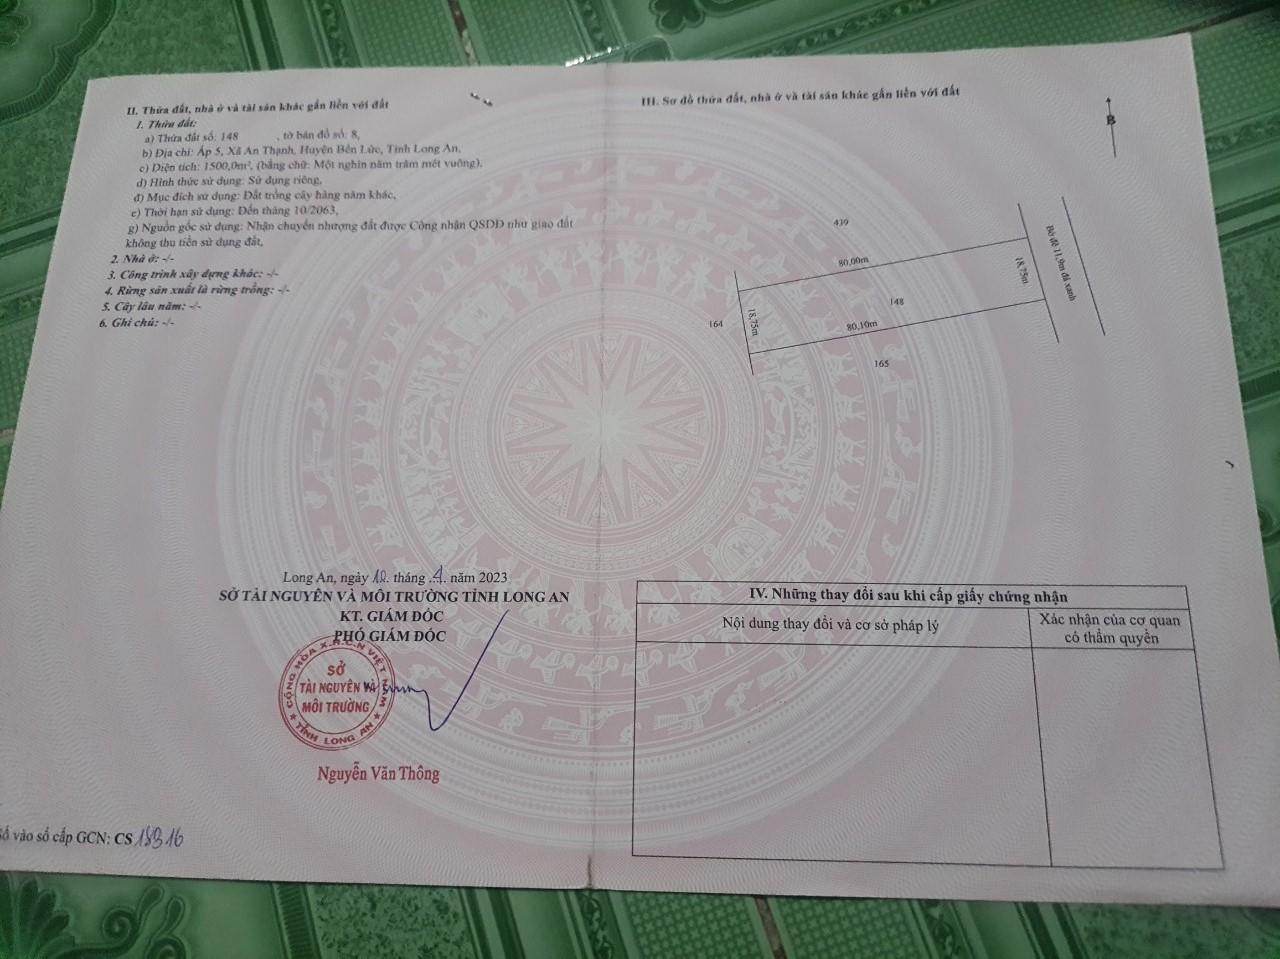 II. Thửa đất, nhà ở và tài sản khác gắn liền với đất
1. Thửa đất:
a) Thửa đất số: 148 , tờ bản đồ số: 8,
b) Địa chỉ: Ấp 5, Xã An Thạnh, Huyện Bến Lức, Tỉnh Long An,
c) Diện tích: 1500,0m², (bằng chữ: Một nghìn năm trăm mét vuông),
d) Hình thức sử dụng: Sử dụng riêng,
đ) Mục đích sử dụng: Đất trồng cây hàng năm khác,
e) Thời hạn sử dụng: Đến tháng 10/2063,
g) Nguồn gốc sử dụng: Nhận chuyển nhượng đất được Công nhận QSDĐ như giao đất
không thu tiền sử dụng đất,
2. Nhà ở: -/-
3. Công trình xây dựng khác: -/-
4. Rừng sản xuất là rừng trồng: -/-
5. Cây lâu năm: -/-
6. Ghi chú: -/-
Long An, ngày 10. tháng .4. năm 2023
SỞ TÀI NGUYÊN VÀ MÔI TRƯỜNG TỈNH LONG AN
KT. GIÁM ĐỐC
PHÓ GIÁM ĐỐC
CỘNG HÒA X.H.C.N VIỆT NAM
SỞ
TÀI NGUYÊN VÀ
MÔI TRƯỜNG
TỈNH LONG AN
Nguyễn Văn Thông
Số vào sổ cấp GCN: CS 18916
III. Sơ đồ thửa đất, nhà ở và tài sản khác gắn liền với đất
B
439
80,00m
18,75m
Bờ đê 11,9m đá xanh
148
164
18,75m
80,10m
165
IV. Những thay đổi sau khi cấp giấy chứng nhận
Nội dung thay đổi và cơ sở pháp lý
Xác nhận của cơ quan
có thẩm quyền